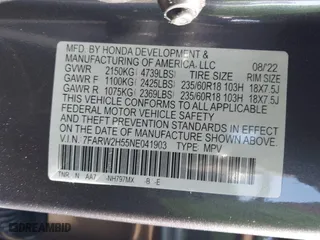 MFD. BY HONDA DEVELOPMENT &
MANUFACTURING OF AMERICA, LLC 08/22
GVWR 2150KG (4739LBS) TIRE SIZE RIM SIZE
GAWR F 1100KG (2425LBS) 235/60R18 103H 18X7.5J
GAWR R 1075KG (2369LBS) 235/60R18 103H 18X7.5J
THIS VEHICLE CONFORMS TO ALL APPLICABLE
FEDERAL MOTOR VEHICLE SAFETY, BUMPER, AND
THEFT PREVENTION STANDARDS IN EFFECT ON THE
DATE OF MANUFACTURE SHOWN ABOVE.
V.I.N. 7FARW2H55NE041903 TYPE: MPV
NH797MX -B -E
DREAMBID